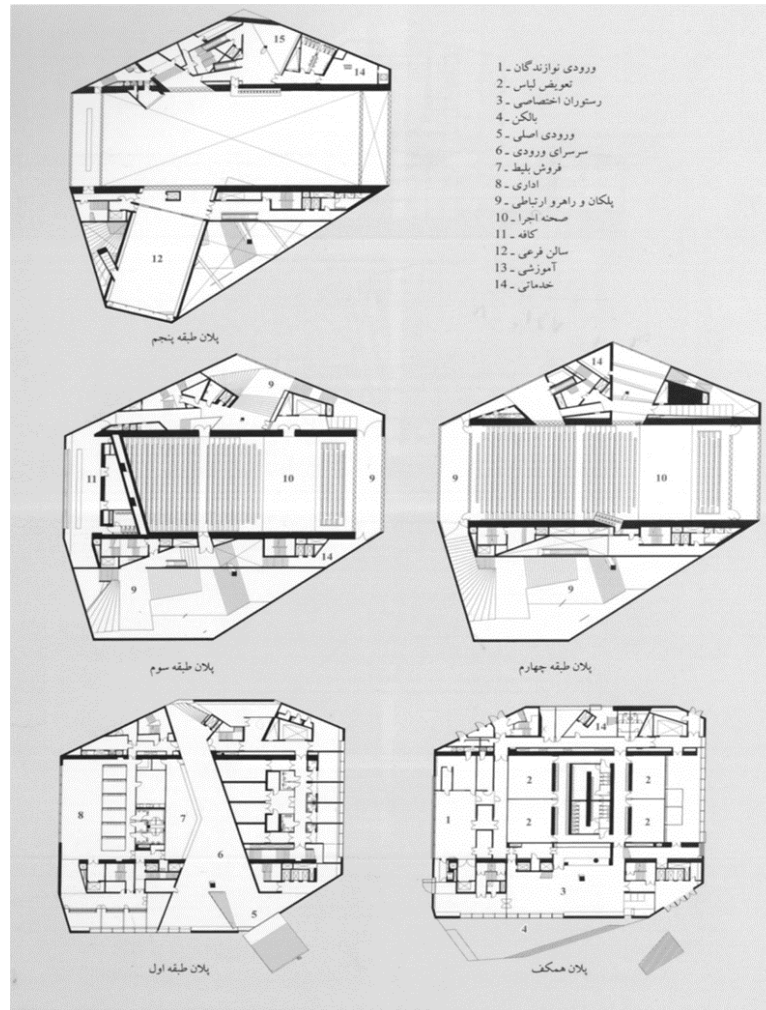 15
14
12
1 ـ ورودی نوازندگان
2 ـ تعویض لباس
3 ـ رستوران اختصاصی
4 ـ بالکن
5 ـ ورودی اصلی
6 ـ سرسرای ورودی
7 ـ فروش بلیط
8 ـ اداری
9 ـ پلکان و راهرو ارتباطی
10 ـ صحنه اجرا
11 ـ کافه
12 ـ سالن فرعی
13 ـ آموزشی
14 ـ خدماتی
پلان طبقه پنجم
9
11
10
9
14
9
پلان طبقه سوم
14
9
10
9
پلان طبقه چهارم
8
7
6
5
پلان طبقه اول
14
2
2
1
2
2
3
4
پلان همکف